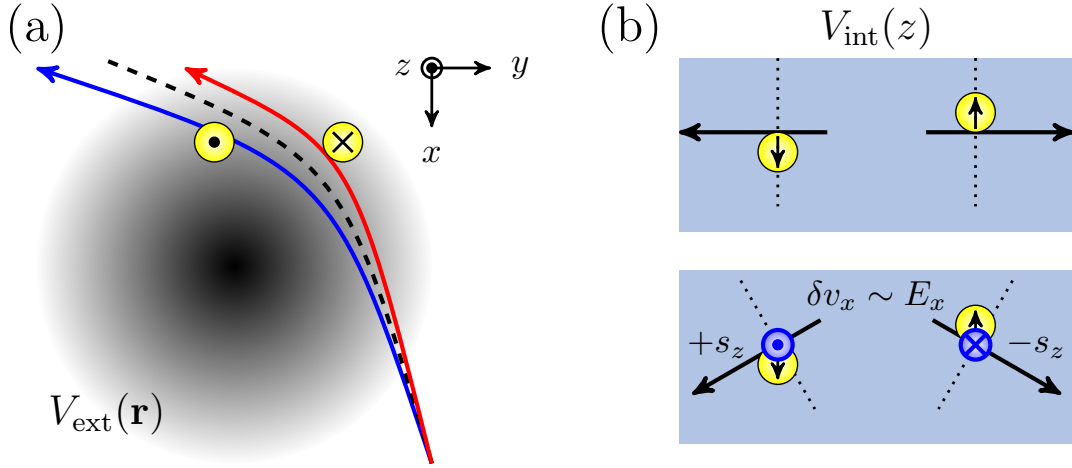 (a)
z
y
x
V_ext(r)
(b)
V_int(z)
δv_x ∼ E_x
+s_z
−s_z